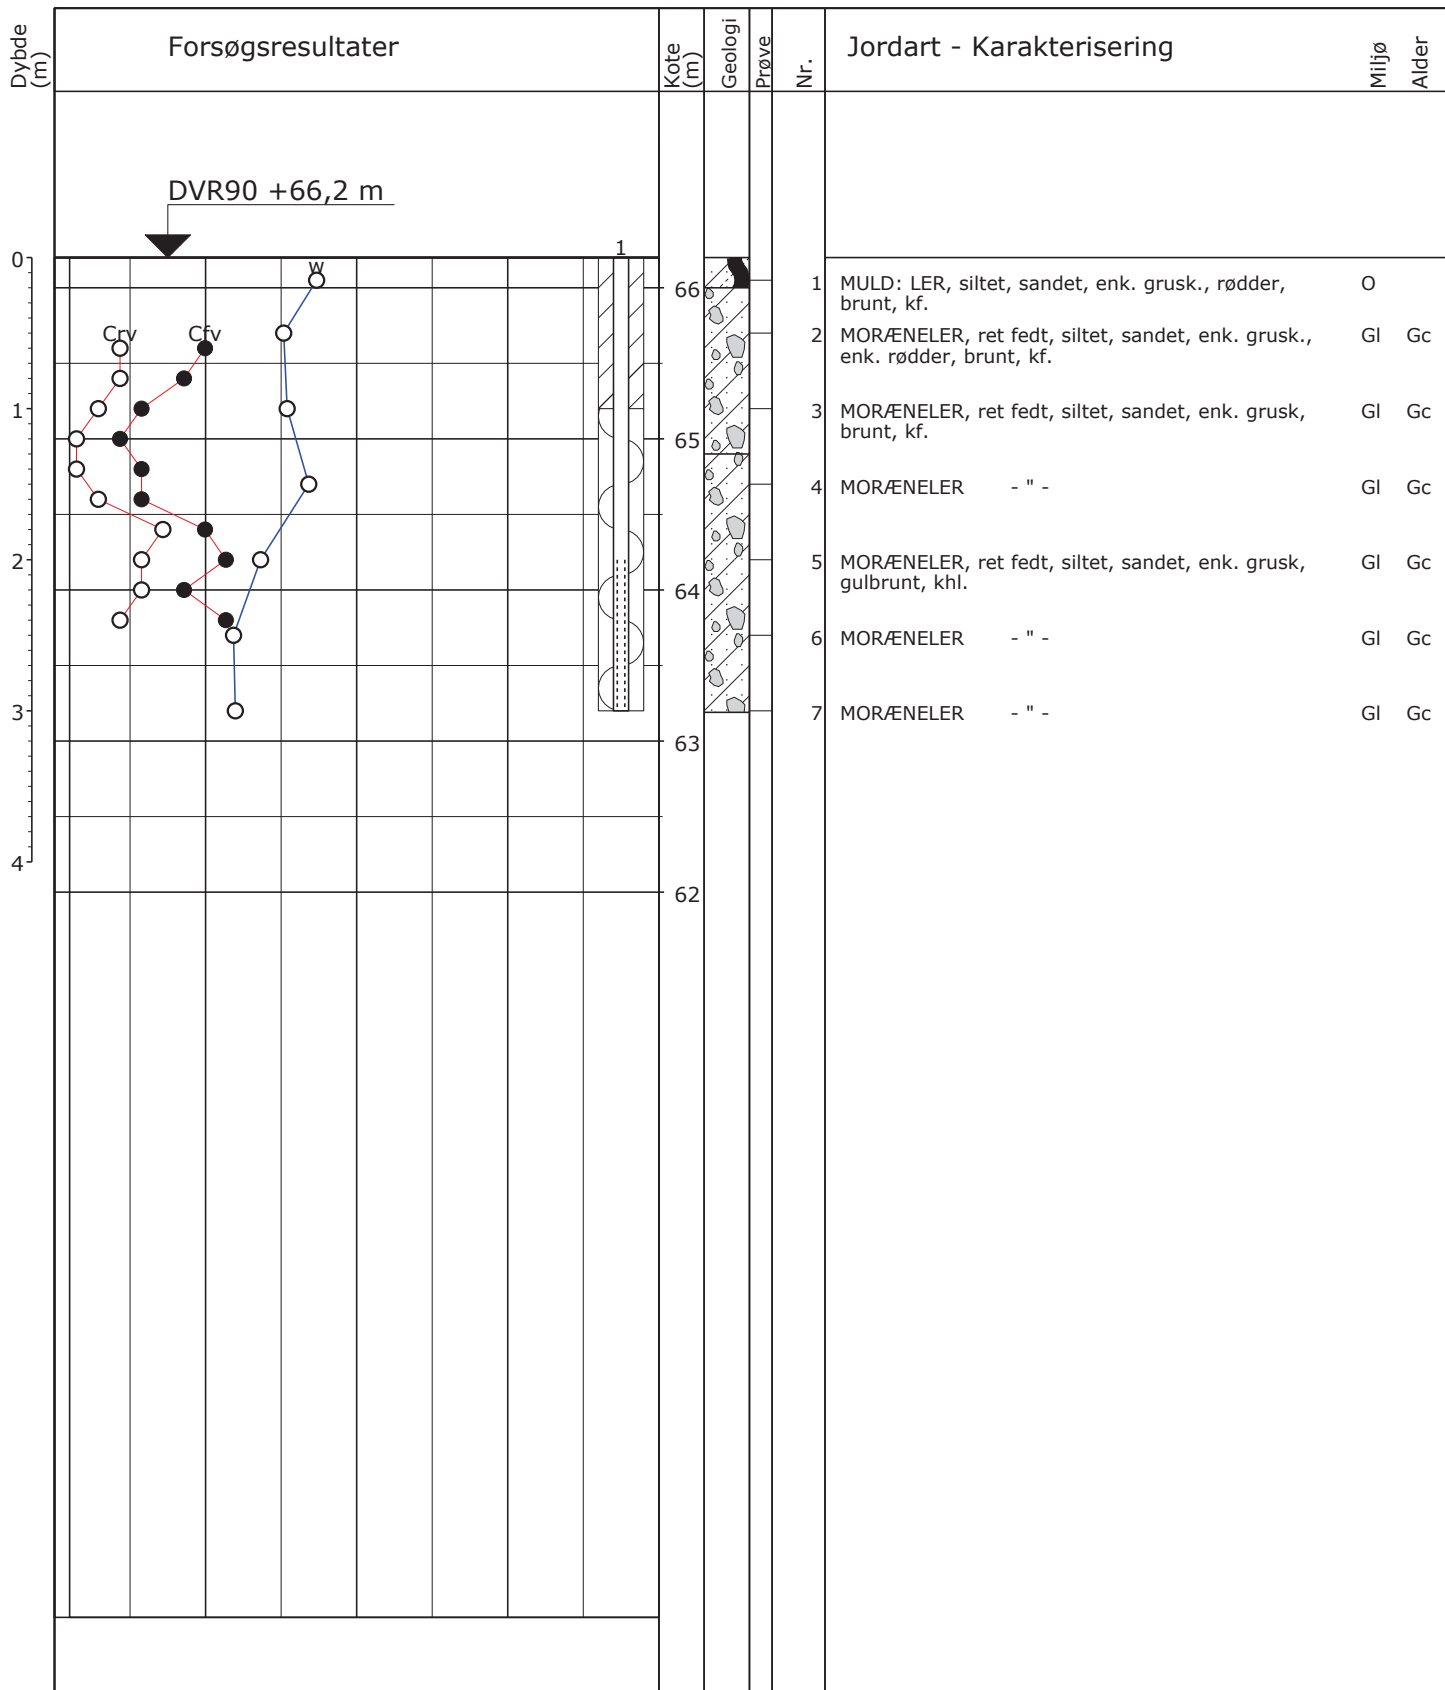 Dybde
(m)
Forsøgsresultater
Kote
(m)
Geologi
Prøve
Nr.
Jordart - Karakterisering
Miljø
Alder
DVR90 +66,2 m
1
0
w
66
1 MULD: LER, siltet, sandet, enk. grusk., rødder, O
brunt, kf.
Crv Cfv
2 MORÆNELER, ret fedt, siltet, sandet, enk. grusk., Gl Gc
enk. rødder, brunt, kf.
1
3 MORÆNELER, ret fedt, siltet, sandet, enk. grusk, Gl Gc
brunt, kf.
65
4 MORÆNELER - " - Gl Gc
2
5 MORÆNELER, ret fedt, siltet, sandet, enk. grusk, Gl Gc
gulbrunt, khl.
64
6 MORÆNELER - " - Gl Gc
3
7 MORÆNELER - " - Gl Gc
63
4
62